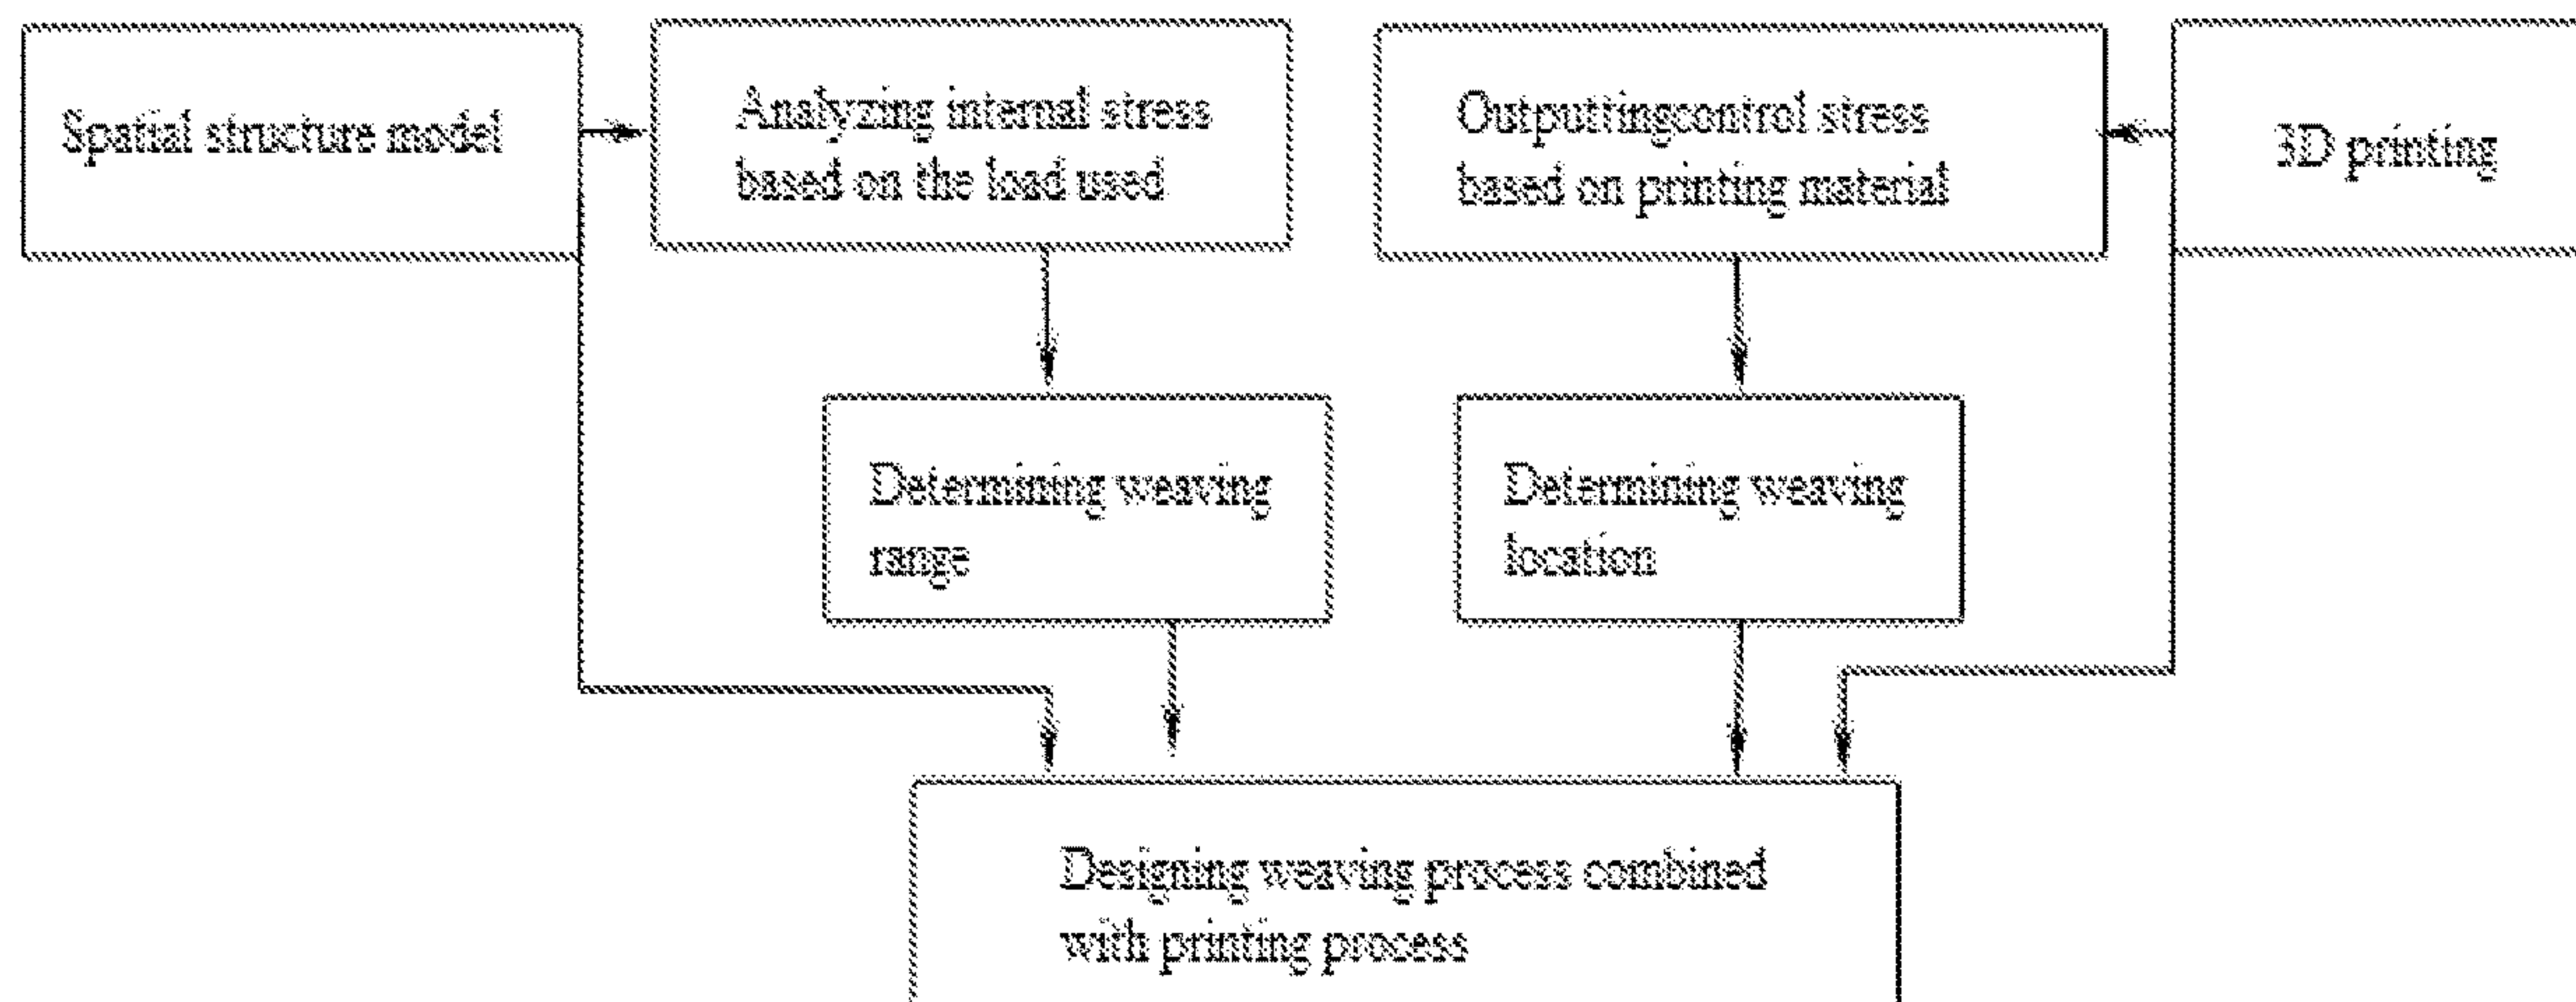 Spatial structure model
Analyzing internal stress
based on the load used
Outputtingcontrol stress
based on printing material
3D printing
Determining weaving
range
Determining weaving
location
Designing weaving process combined
with printing process